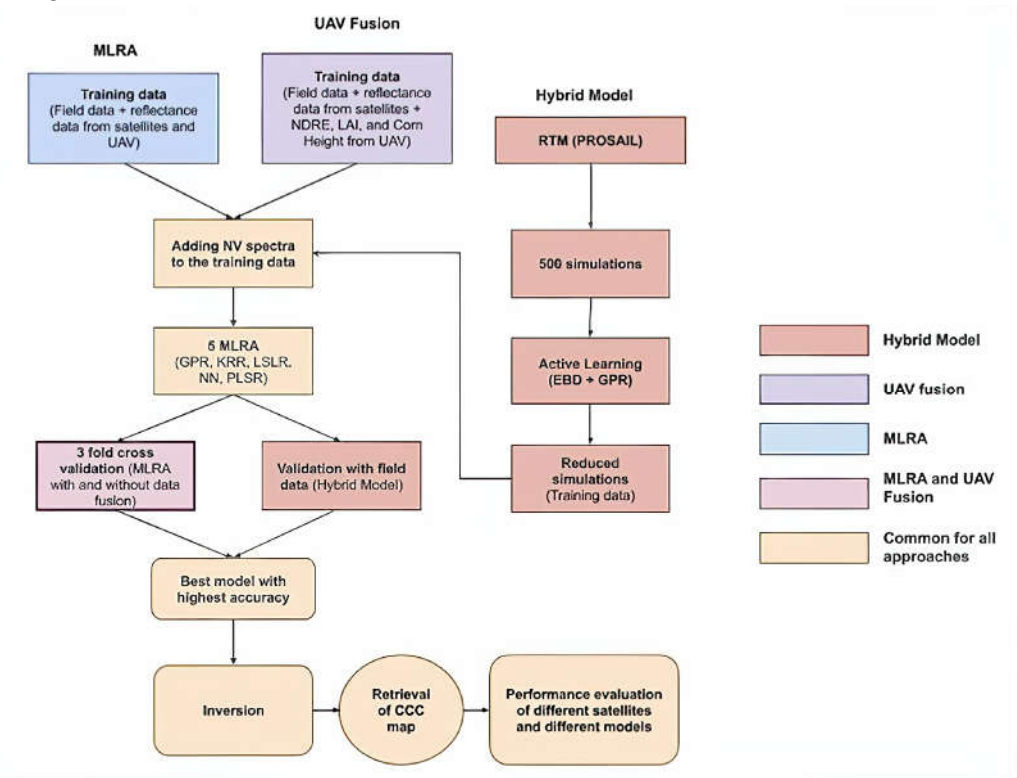 UAV Fusion
MLRA
Training data
(Field data + reflectance
data from satellites and
UAV)
Training data
(Field data + reflectance
data from satellites +
NDRE, LAI, and Corn
Height from UAV)
Hybrid Model
RTM (PROSAIL)
Adding NV spectra
to the training data
500 simulations
5 MLRA
(GPR, KRR, LSLR.
NN, PLSR)
Active Learning
(EBD + GPR)
3 fold cross
validation (MLRA
with and without data
fusion)
Validation with field
data (Hybrid Model)
Reduced
simulations
(Training data)
Best model with
highest accuracy
Inversion
Retrieval
of CCC
map
Performance evaluation
of different satellites
and different models
Hybrid Model
UAV fusion
MLRA
MLRA and UAV
Fusion
Common for all
approaches